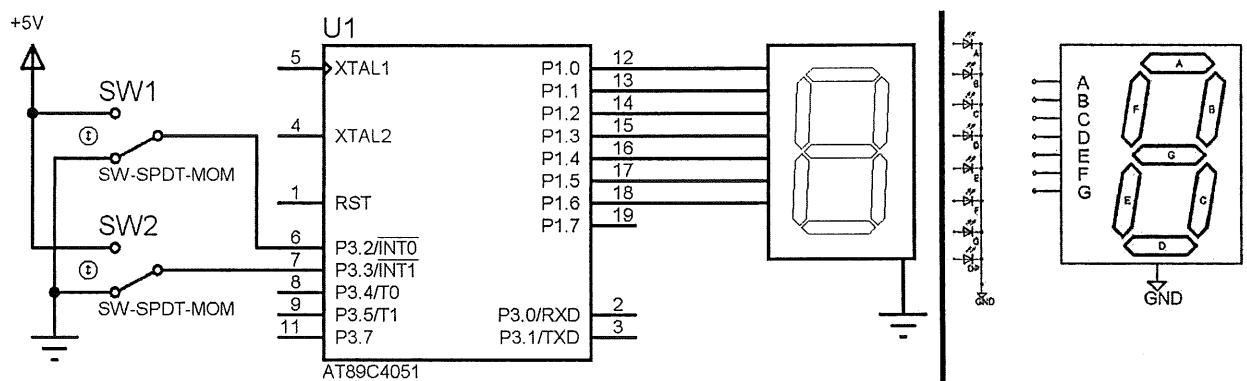 +5V
SW1
SW-SPDT-MOM
SW2
SW-SPDT-MOM
U1
5 XTAL1
4 XTAL2
1 RST
6 P3.2/INT0
7 P3.3/INT1
8 P3.4/T0
9 P3.5/T1
11 P3.7
P1.0 12
P1.1 13
P1.2 14
P1.3 15
P1.4 16
P1.5 17
P1.6 18
P1.7 19
P3.0/RXD 2
P3.1/TXD 3
AT89C4051
A
B
C
D
E
F
G
GND
A
B
C
D
E
F
G
A
B
C
D
E
F
G
GND